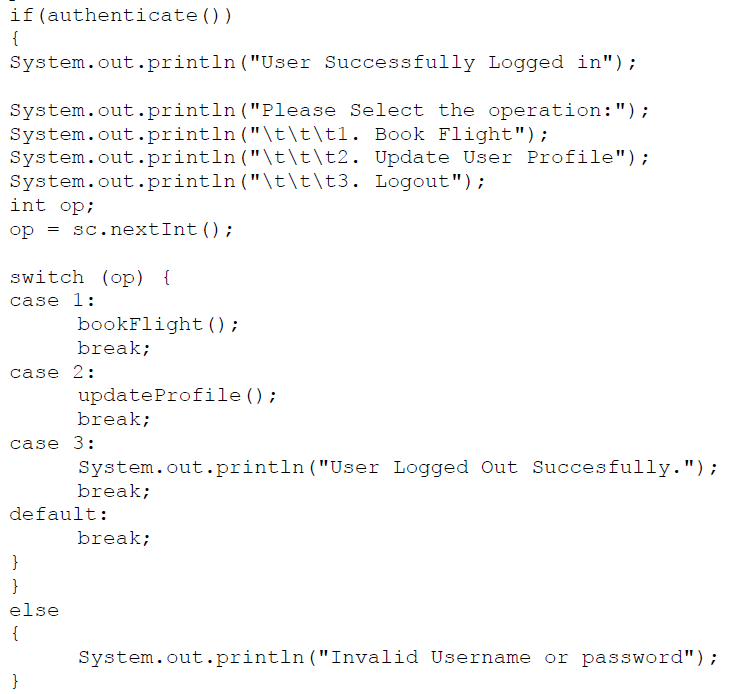 if(authenticate())
{
System.out.println("User Successfully Logged in");
System.out.println("Please Select the operation:");
System.out.println("\t\t\t1. Book Flight");
System.out.println("\t\t\t2. Update User Profile");
System.out.println("\t\t\t3. Logout");
int op;
op = sc.nextInt();
switch (op) {
case 1:
bookFlight();
break;
case 2:
updateProfile();
break;
case 3:
System.out.println("User Logged Out Succesfully.");
break;
default:
break;
}
}
else
{
System.out.println("Invalid Username or password");
}